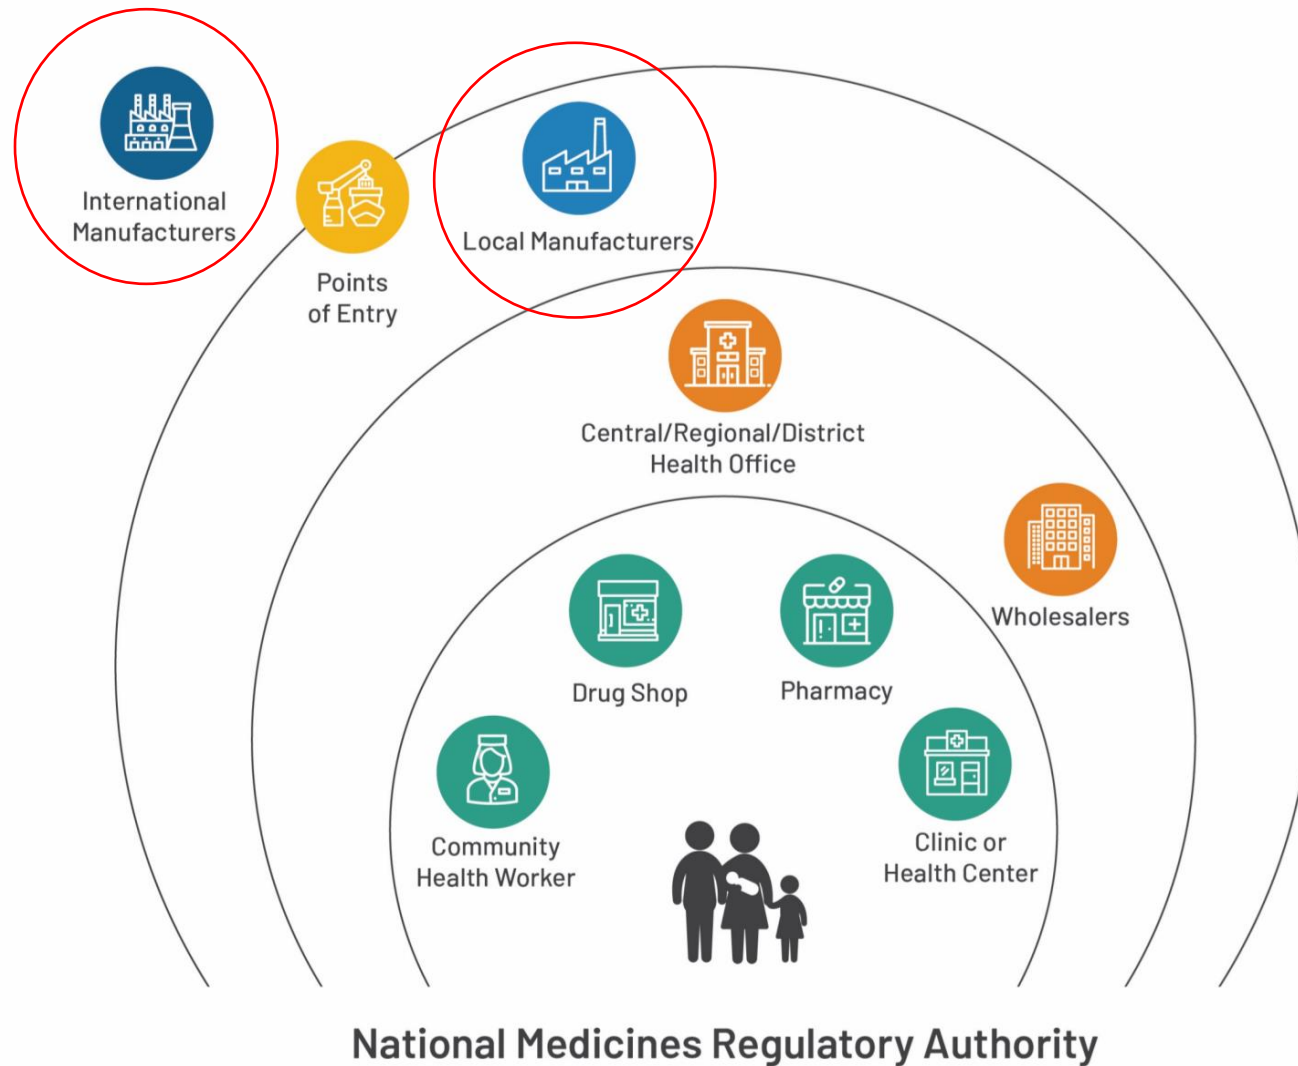 International
Manufacturers
Points
of Entry
Local Manufacturers
Central/Regional/District
Health Office
Wholesalers
Drug Shop
Pharmacy
Community
Health Worker
Clinic or
Health Center
National Medicines Regulatory Authority